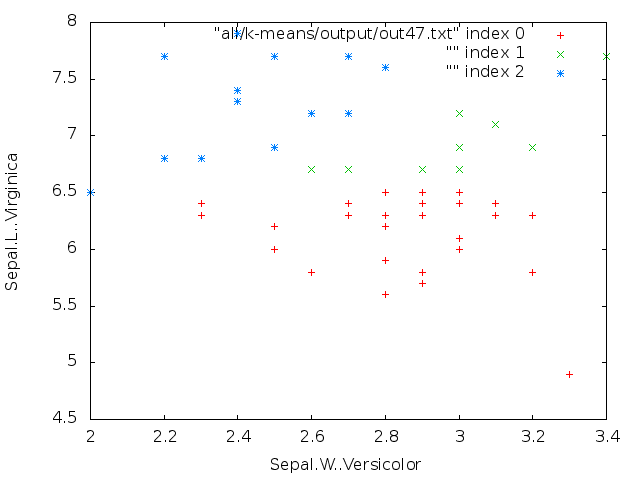 "ali/k-means/output/out47.txt" index 0
"" index 1
"" index 2
8
7.5
7
6.5
6
5.5
5
4.5
Sepal.L.. Virginica
2 2.2 2.4 2.6 2.8 3 3.2 3.4
Sepal.W..Versicolor